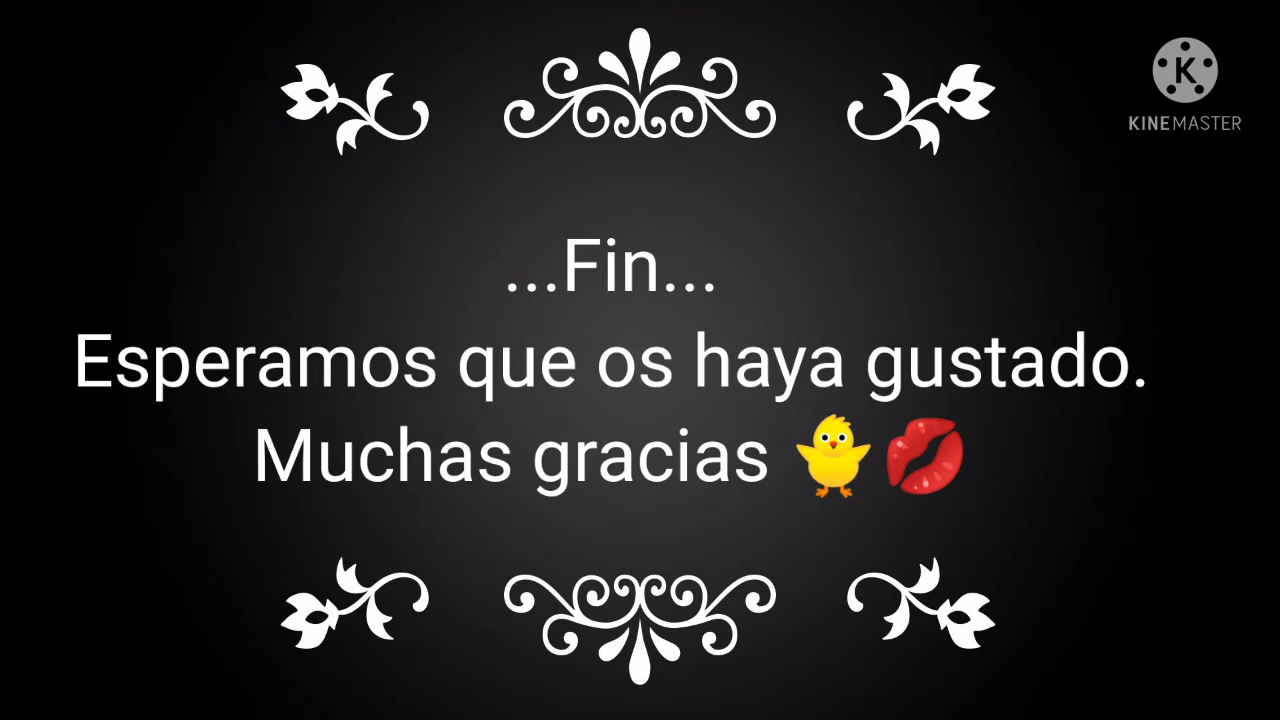 KINEMASTER
...Fin...
Esperamos que os haya gustado.
Muchas gracias 🐥💋